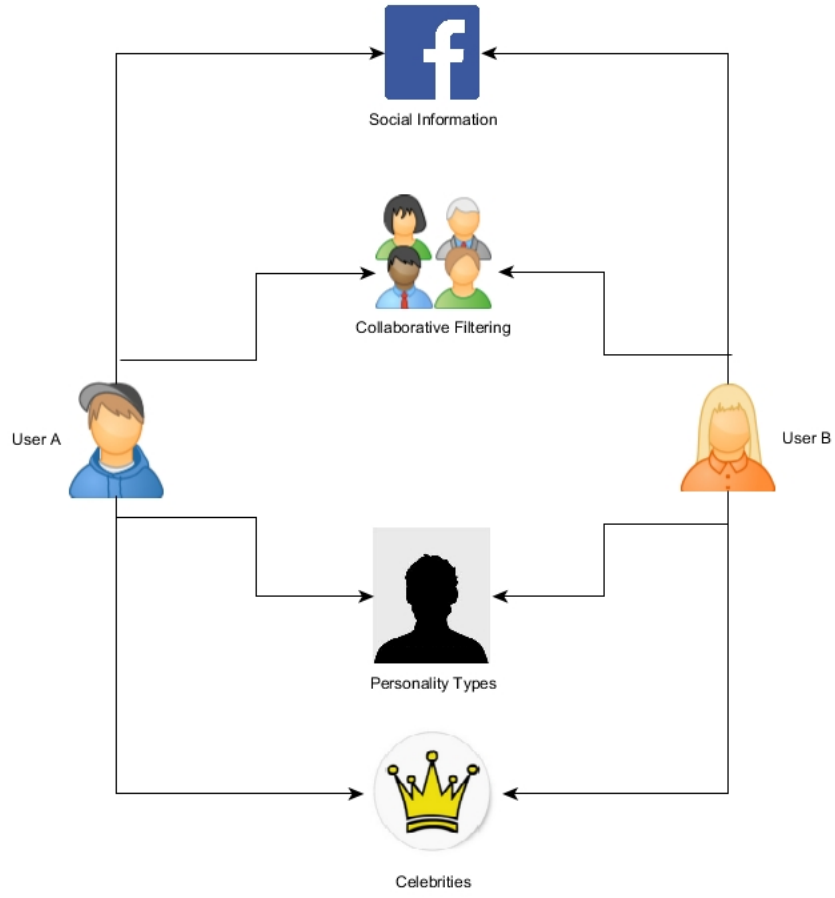 Social Information
Collaborative Filtering
User A
User B
Personality Types
Celebrities